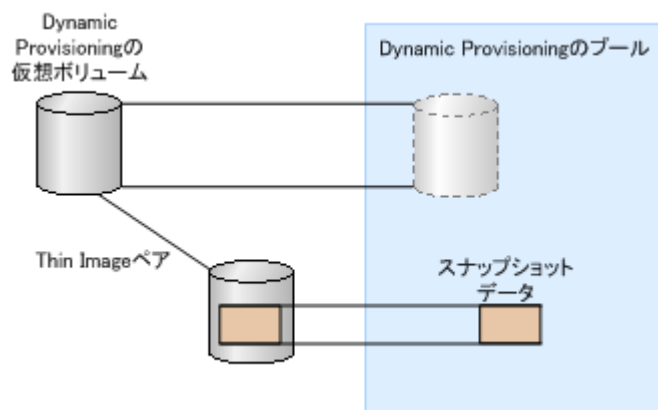 Dynamic
Provisioningの
仮想ボリューム
Dynamic Provisioningのプール
Thin Imageペア
スナップショット
データ